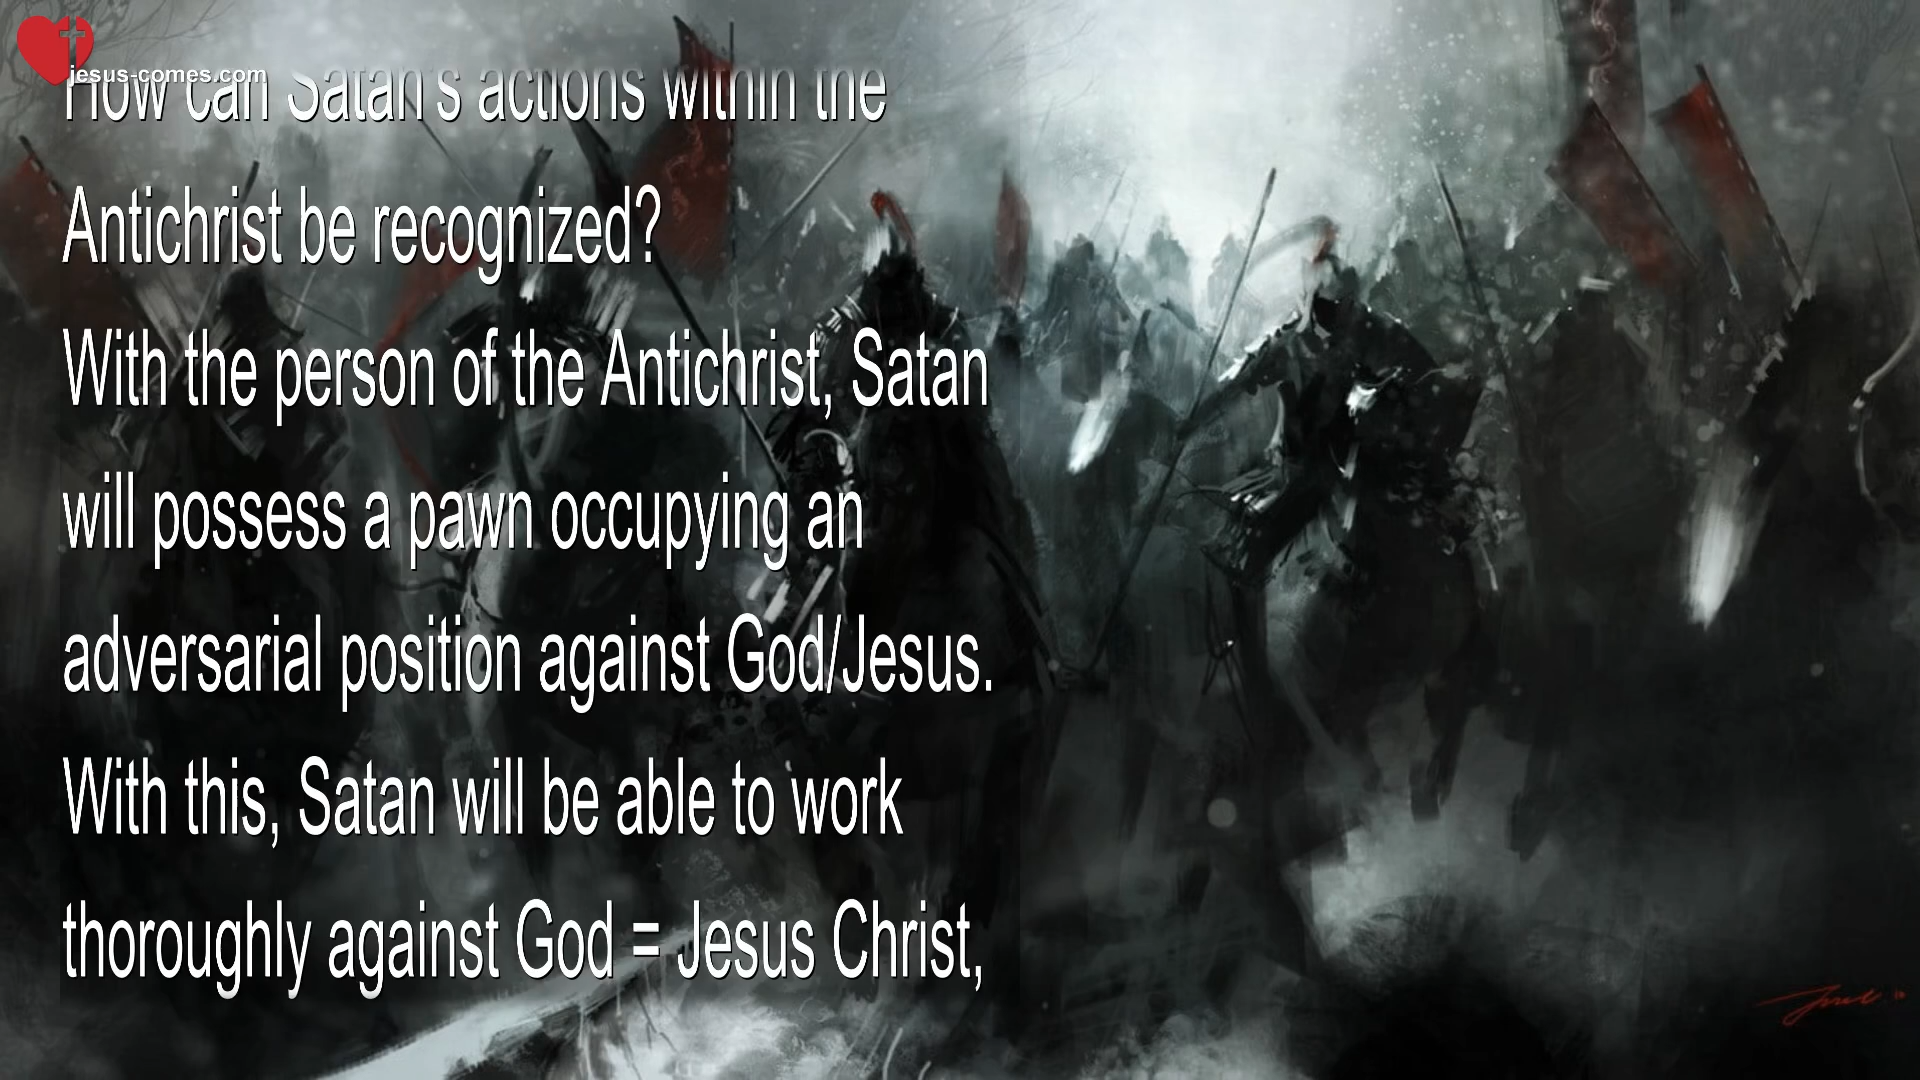 jesus-comes.com
How can Satan's actions within the
Antichrist be recognized?
With the person of the Antichrist, Satan
will possess a pawn occupying an
adversarial position against God/Jesus.
With this, Satan will be able to work
thoroughly against God = Jesus Christ,